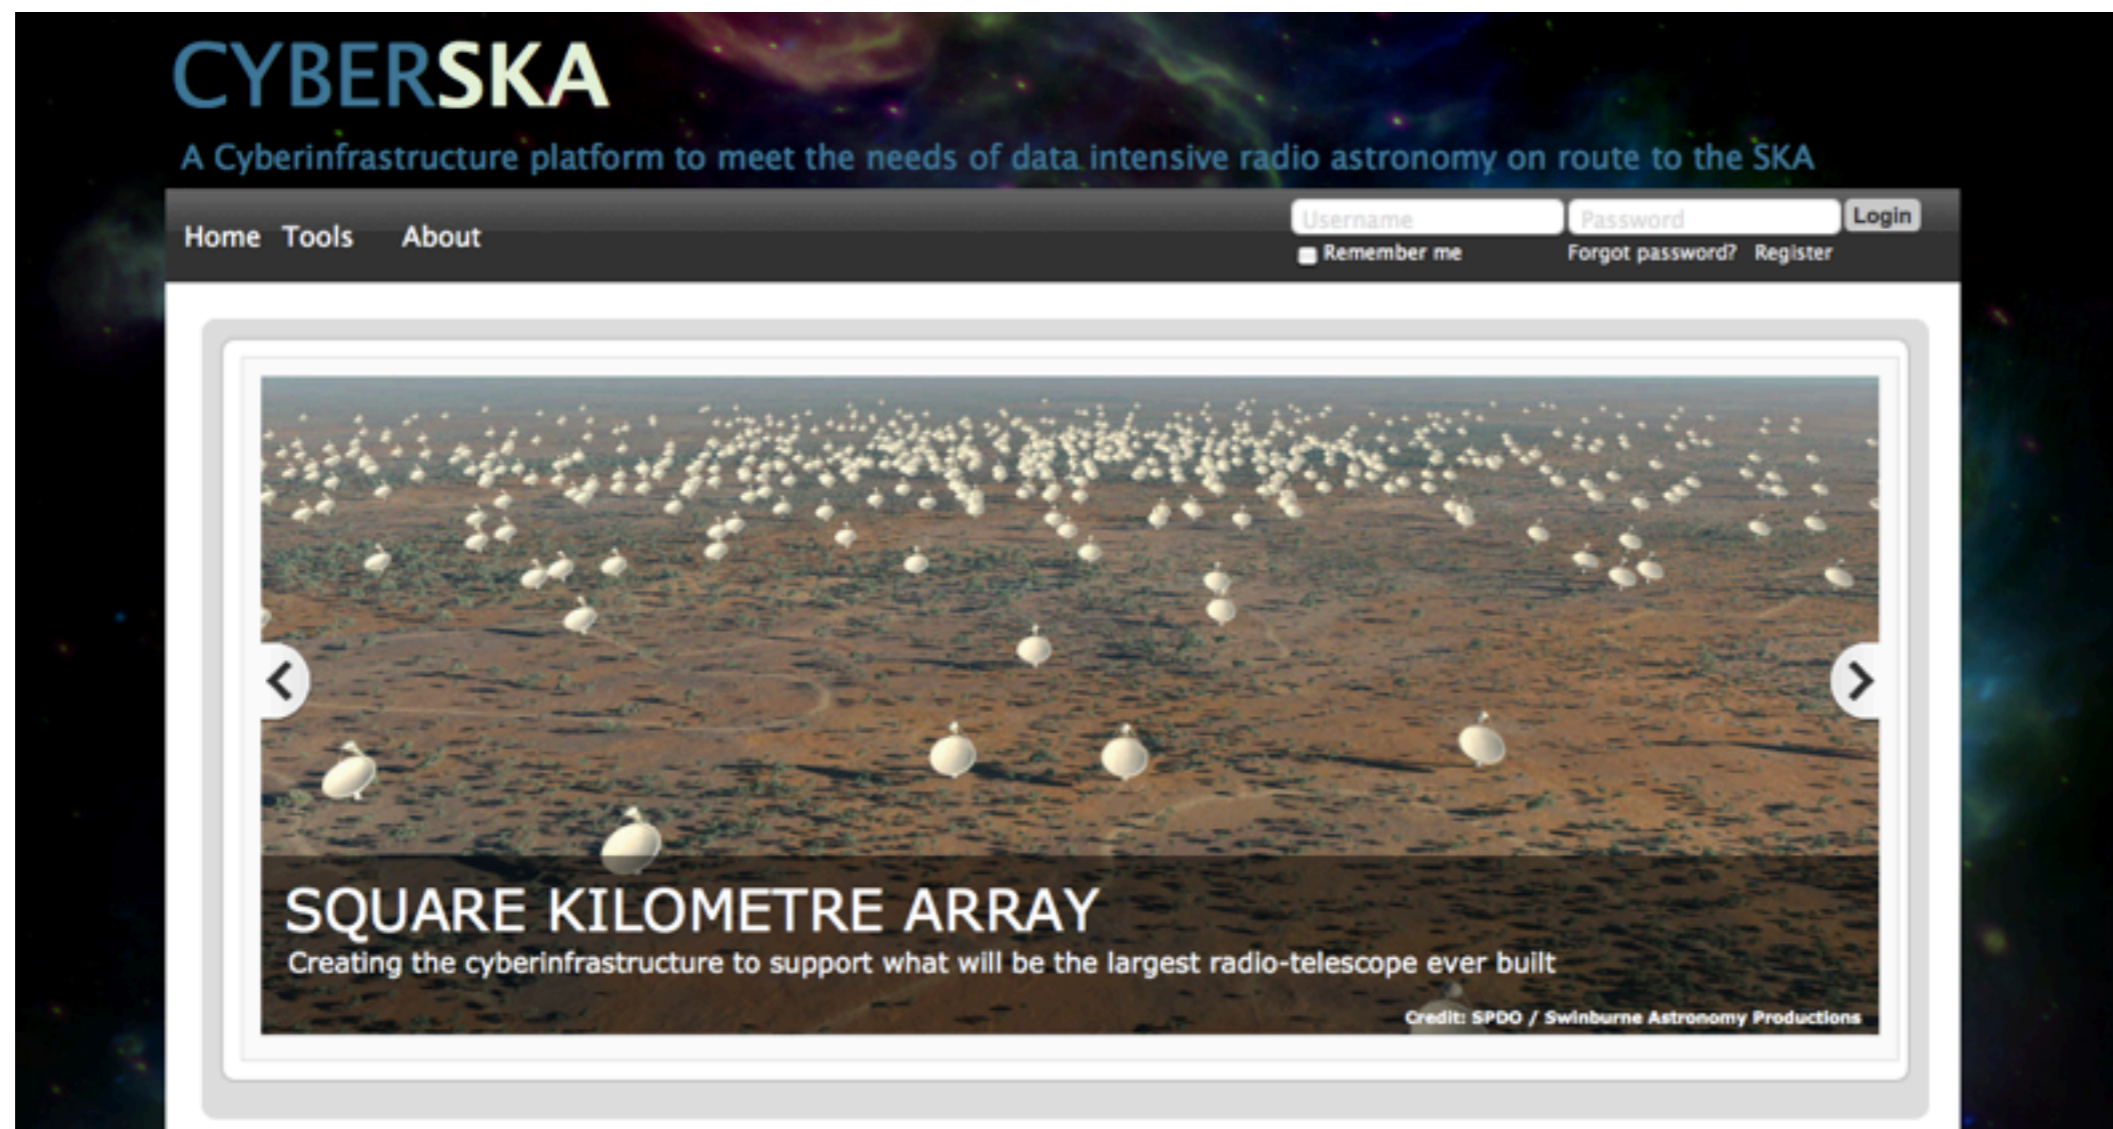 CYBERSKA
A Cyberinfrastructure platform to meet the needs of data intensive radio astronomy on route to the SKA
Home Tools About
Username Password Login
Remember me Forgot password? Register
SQUARE KILOMETRE ARRAY
Creating the cyberinfrastructure to support what will be the largest radio-telescope ever built
Credit: SPDO / Swinburne Astronomy Productions